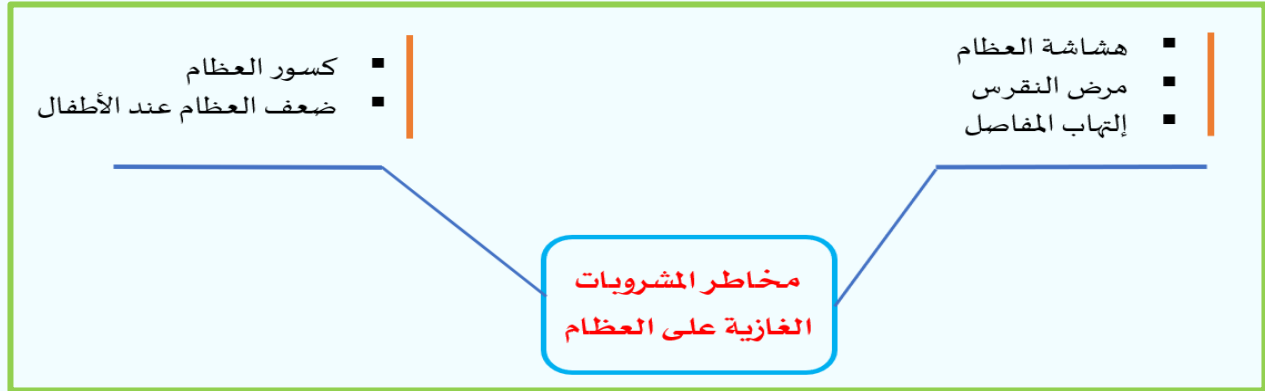 هشاشة العظام
مرض النقرس
إلتهاب المفاصل
كسور العظام
ضعف العظام عند الأطفال
مخاطر المشروبات
الغازية على العظام